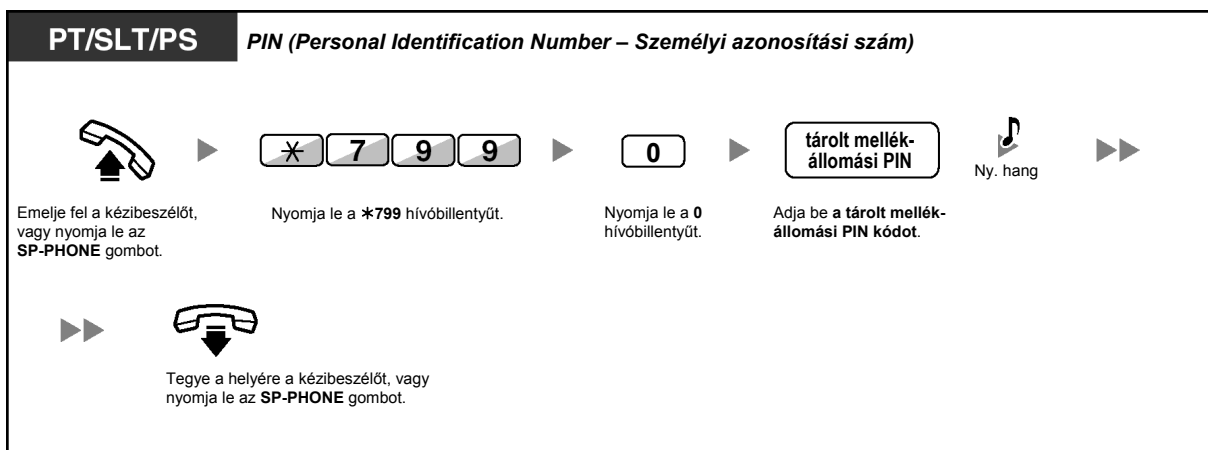 PT/SLT/PS
PIN (Personal Identification Number – Személyi azonosítási szám)
* 7 9 9
0
tárolt mellék-
állomási PIN
Ny. hang
Emelje fel a kézibeszélőt,
vagy nyomja le az
SP-PHONE gombot.
Nyomja le a *799 hívóbillentyűt.
Nyomja le a 0
hívóbillentyűt.
Adja be a tárolt mellék-
állomási PIN kódot.
Tegye a helyére a kézibeszélőt, vagy
nyomja le az SP-PHONE gombot.